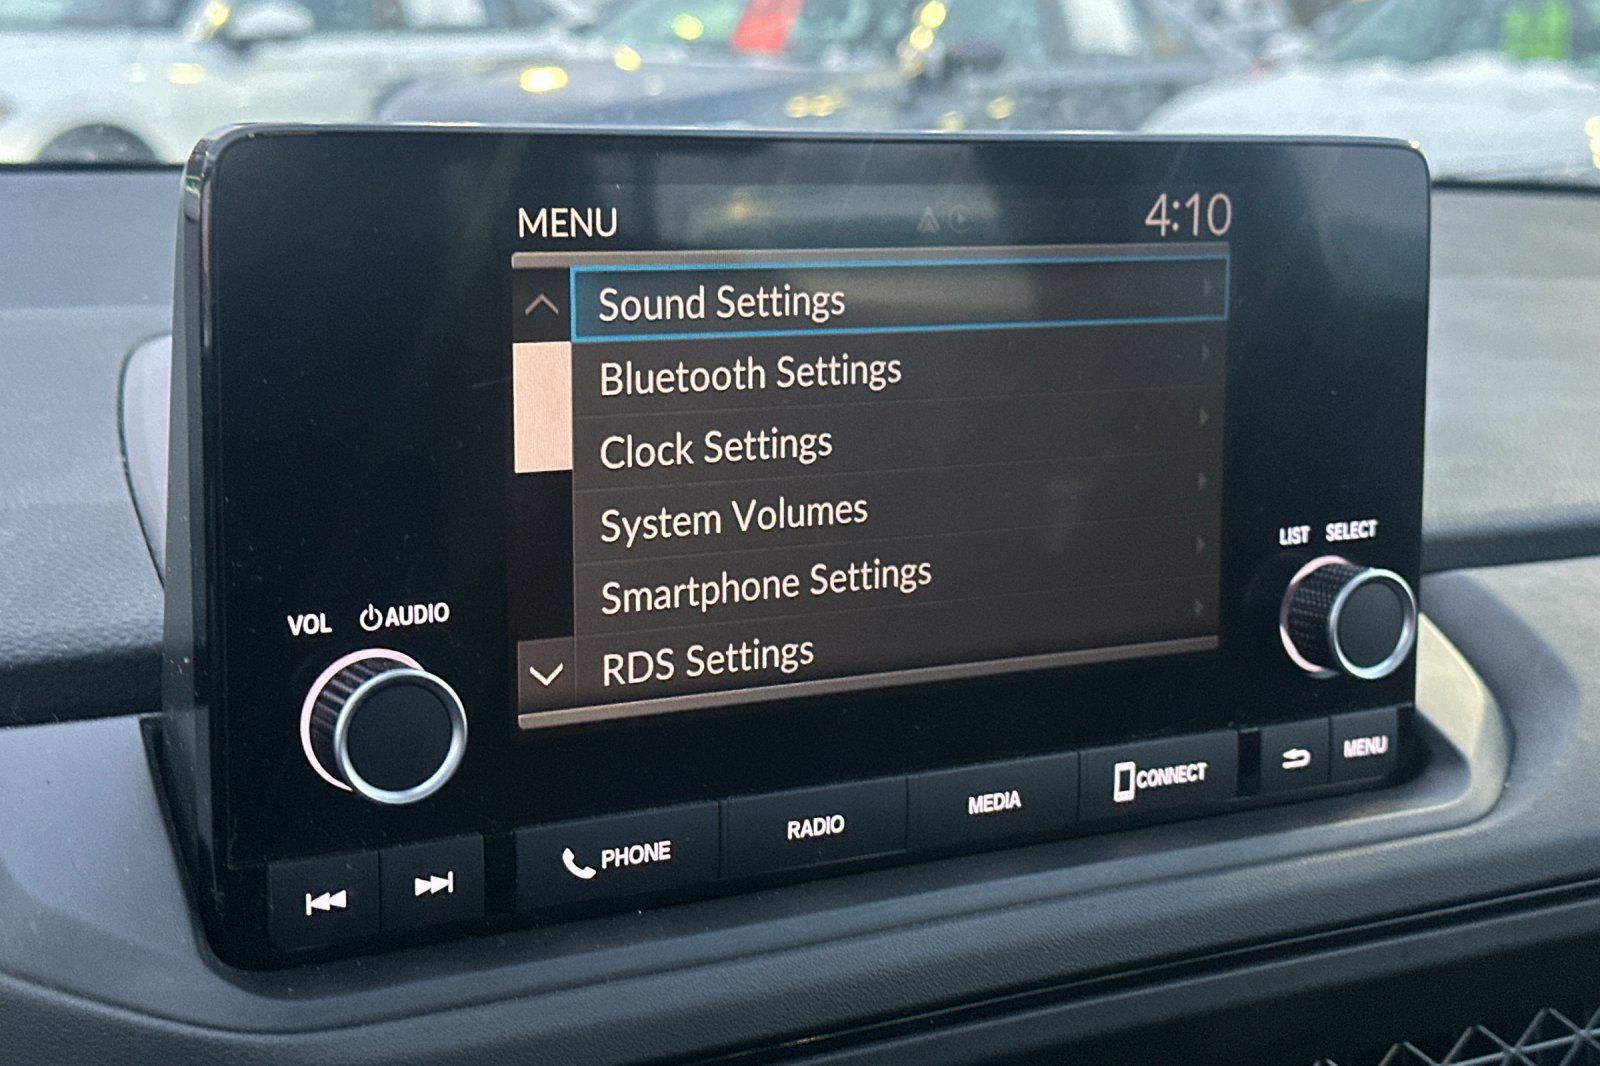 MENU 4:10
Sound Settings
Bluetooth Settings
Clock Settings
System Volumes
Smartphone Settings
RDS Settings
VOL AUDIO
LIST SELECT
PHONE
RADIO
MEDIA
CONNECT
MENU